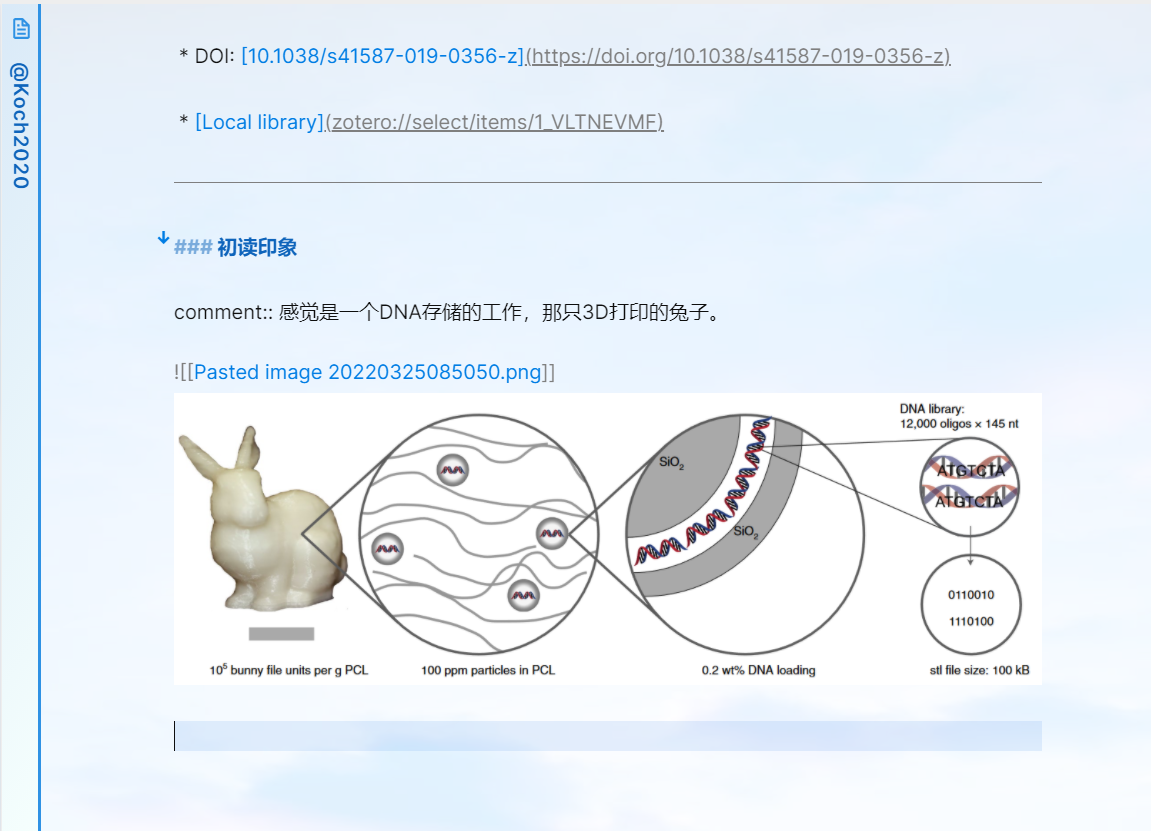 @Koch2020
* DOI: [10.1038/s41587-019-0356-z](https://doi.org/10.1038/s41587-019-0356-z)
* [Local library](zotero://select/items/1_VLTNEVMF)
### 初读印象
comment:: 感觉是一个DNA存储的工作，那只3D打印的兔子。
![[Pasted image 20220325085050.png]]
DNA library:
12,000 oligos × 145 nt
SiO₂
ATGTCTA
ATGTCTA
SiO₂
0110010
1110100
10⁵ bunny file units per g PCL
100 ppm particles in PCL
0.2 wt% DNA loading
stl file size: 100 kB